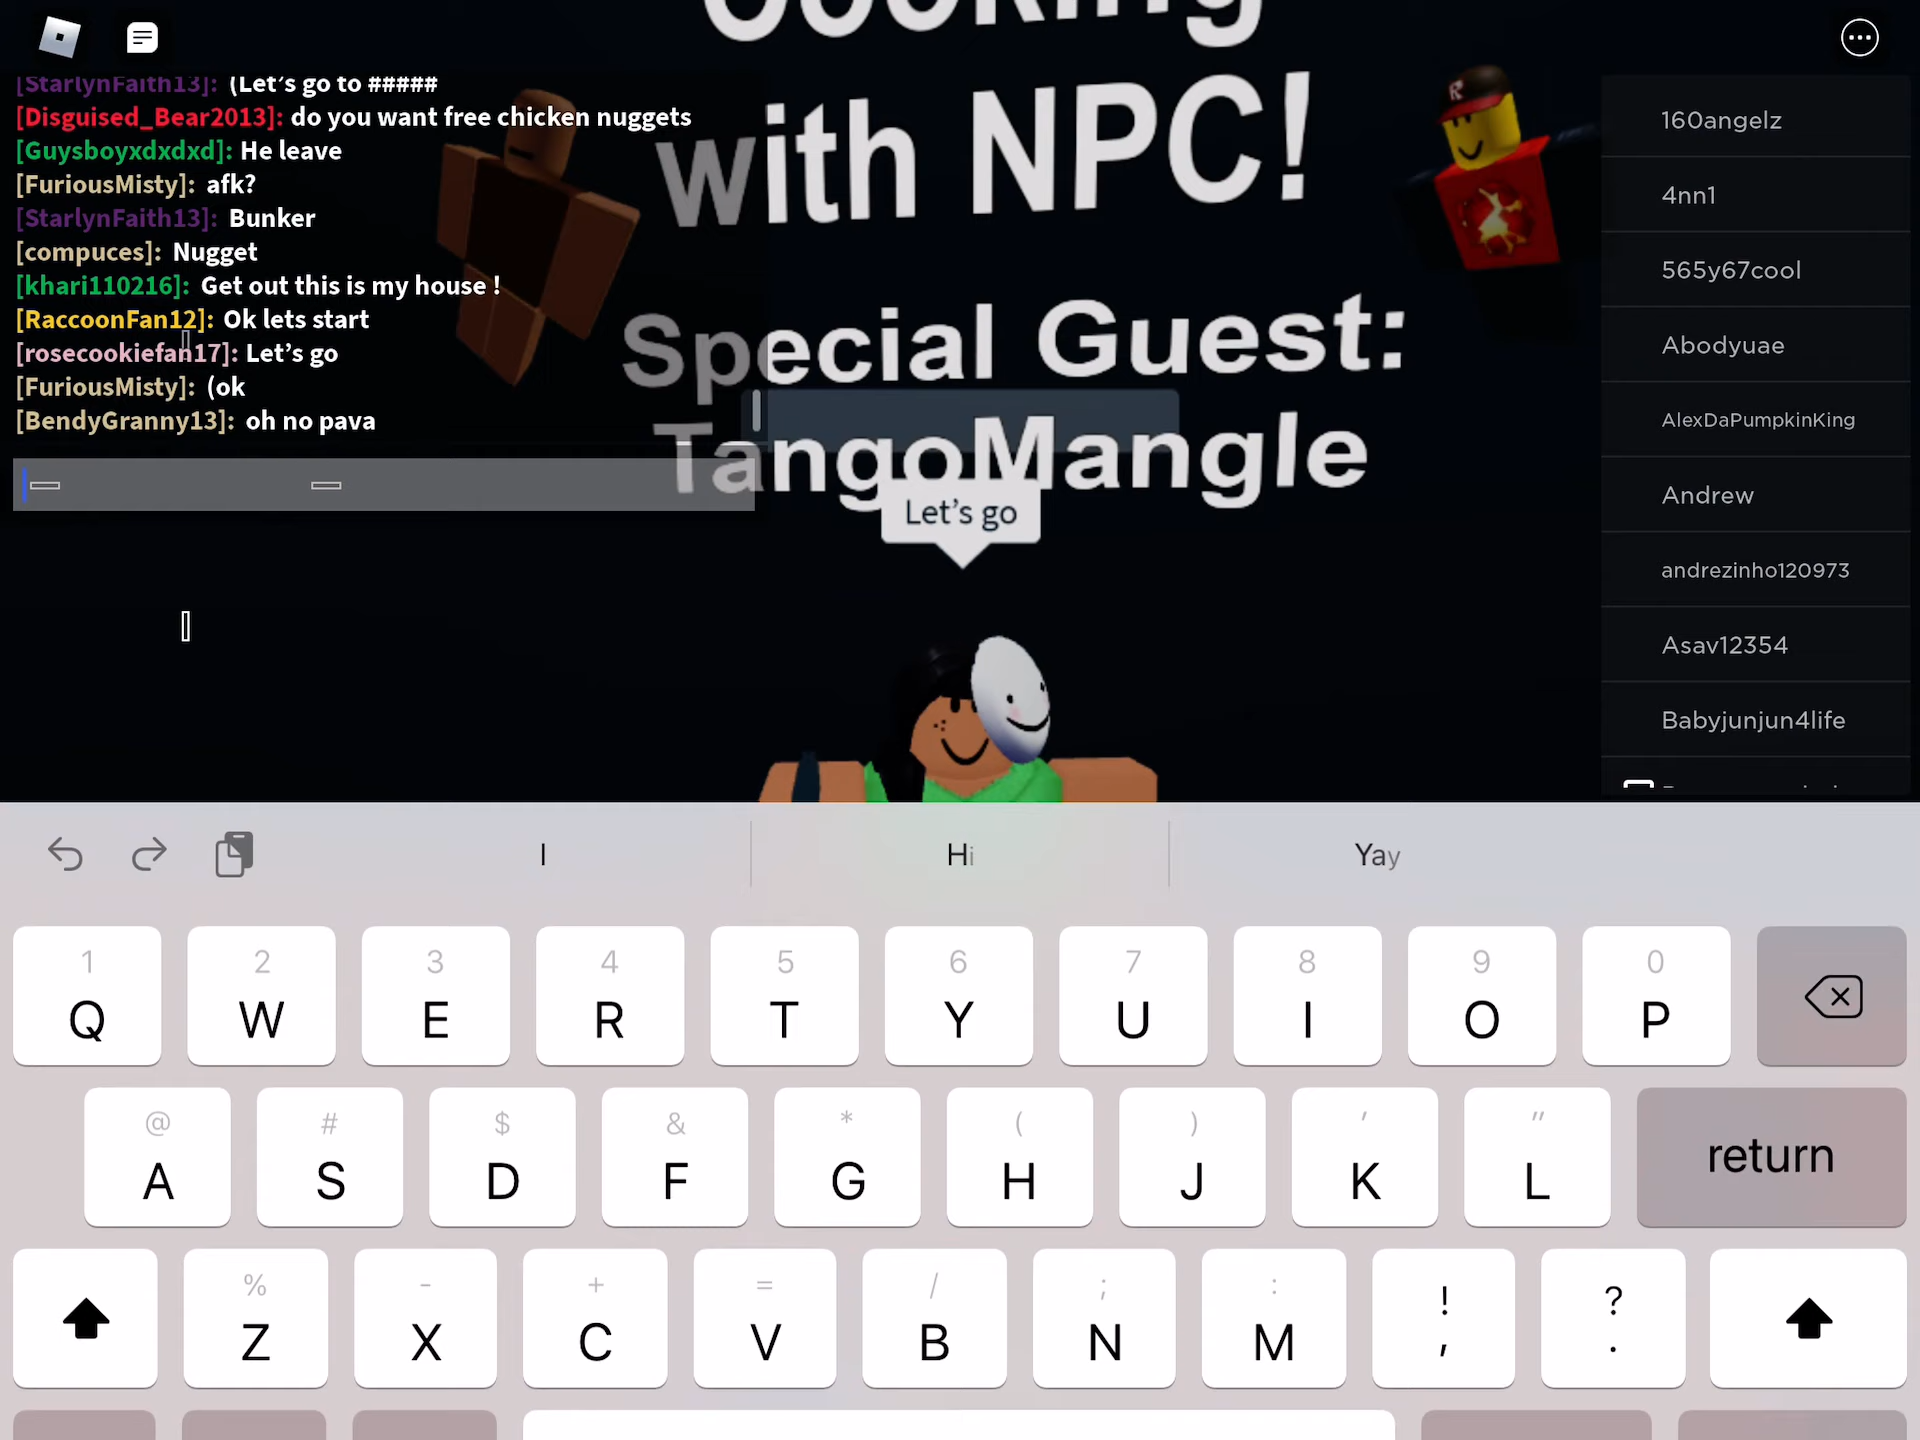 Cooking
with NPC!
Special Guest:
TangoMangle
[StarlynFaith13]: (Let’s go to #####
[Disguised_Bear2013]: do you want free chicken nuggets
[Guysboyxdxdxd]: He leave
[FuriousMisty]: afk?
[StarlynFaith13]: Bunker
[compuces]: Nugget
[khari110216]: Get out this is my house !
[RaccoonFan12]: Ok lets start
[rosecookiefan17]: Let’s go
[FuriousMisty]: (ok
[BendyGranny13]: oh no pava
Let’s go
R
160angelz
4nn1
565y67cool
Abodyuae
AlexDaPumpkinKing
Andrew
andrezinho120973
Asav12354
Babyjunjun4life
I Hi Yay
1 2 3 4 5 6 7 8 9 0
Q W E R T Y U I O P
@ # $ & * ( ) ' "
A S D F G H J K L return
% - + = / ; : ! ?
Z X C V B N M , .